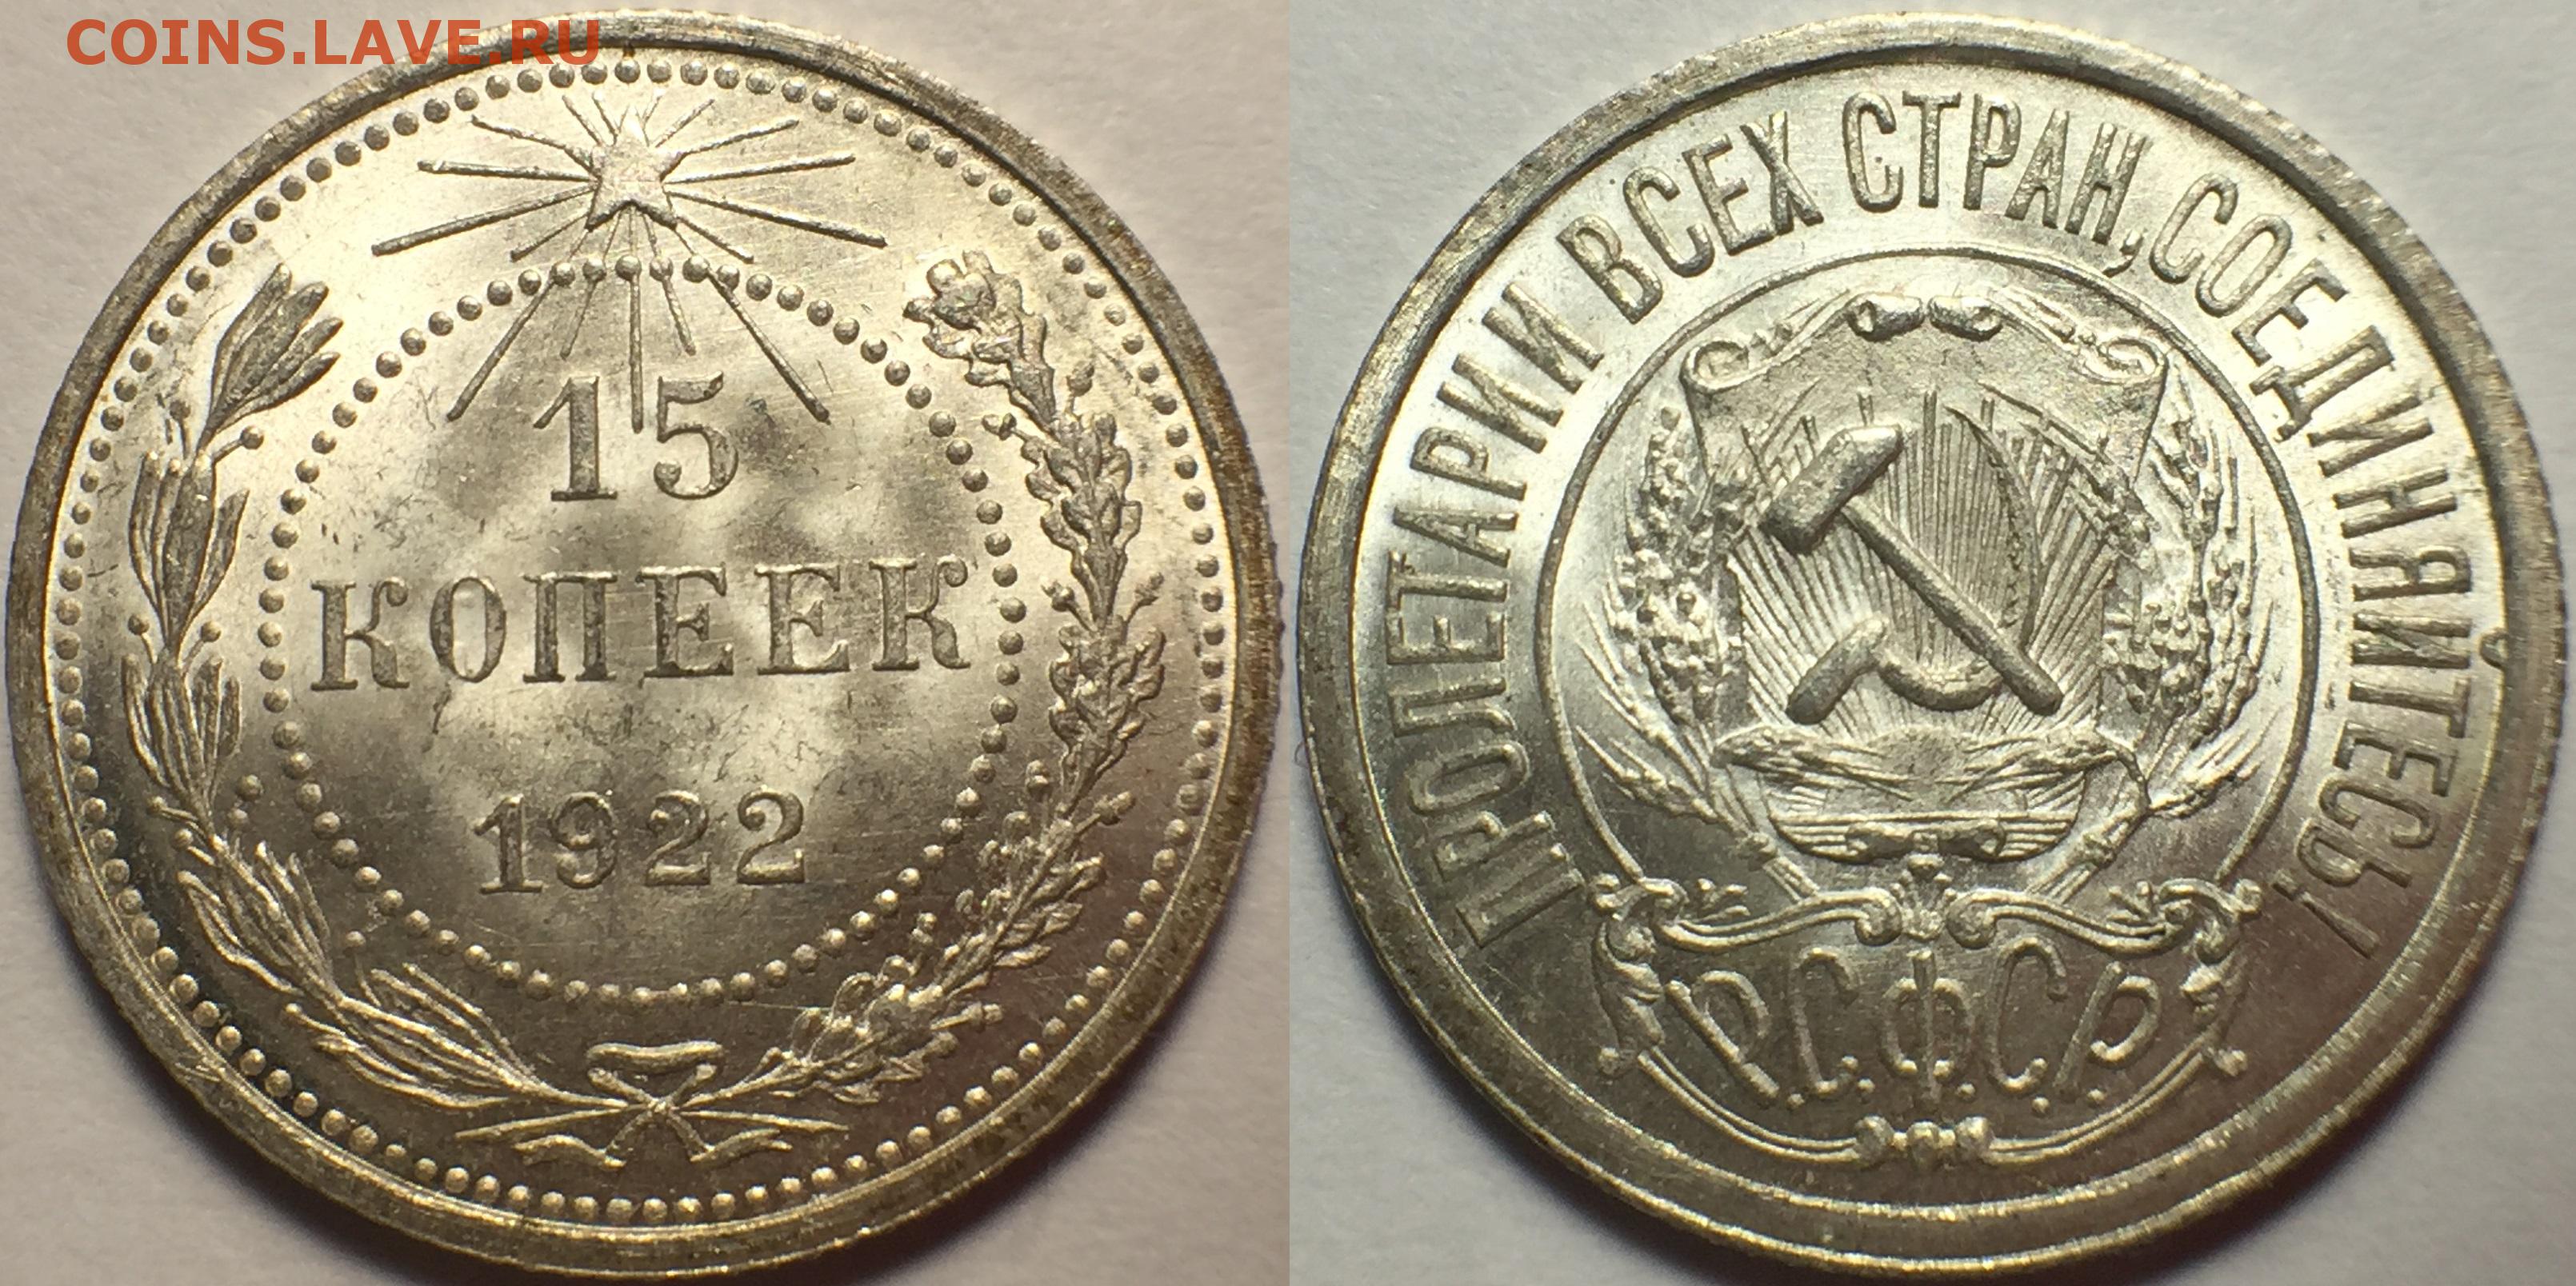 COINS.LAVE.RU
15
КОПЕЕК
1922
ПРОЛЕТАРИИ ВСЕХ СТРАН, СОЕДИНЯЙТЕСЬ!
Р.С.Ф.С.Р.